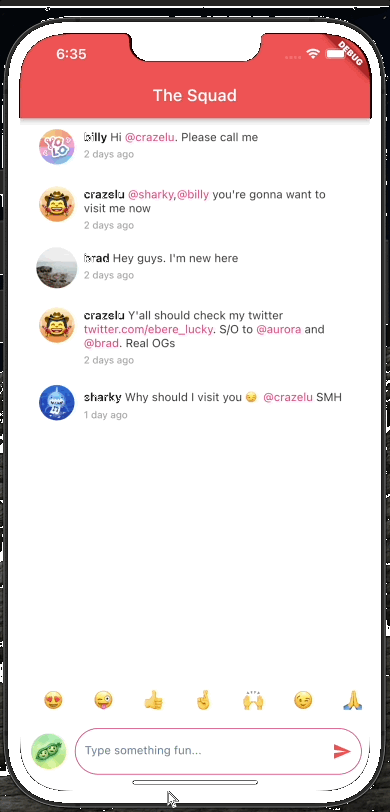 6:35
DEBUG
The Squad
YO
LO
billy Hi @crazelu. Please call me
2 days ago
crazelu @sharky,@billy you're gonna want to
visit me now
2 days ago
brad Hey guys. I'm new here
2 days ago
crazelu Y'all should check my twitter
twitter.com/ebere_lucky. S/O to @aurora and
@brad. Real OGs
2 days ago
sharky Why should I visit you 😏 @crazelu SMH
1 day ago
Type something fun...